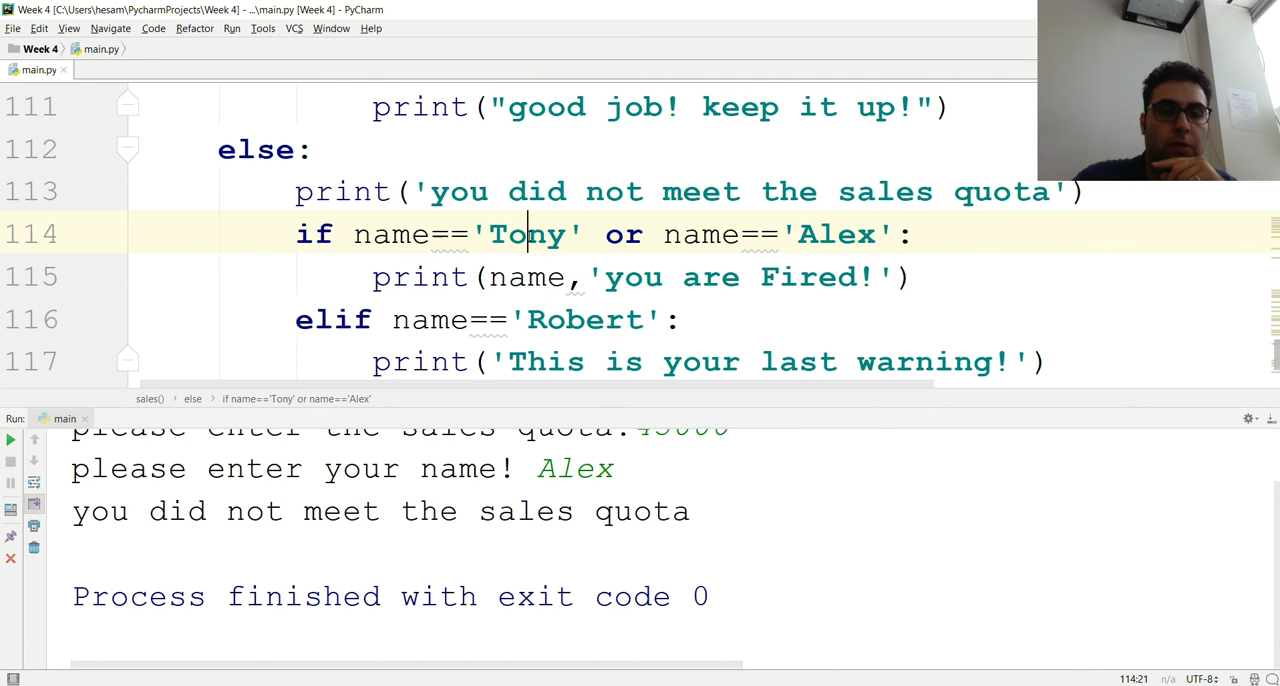 Week 4 [C:\Users\hesam\PycharmProjects\Week 4] - ...\main.py [Week 4] - PyCharm
File Edit View Navigate Code Refactor Run Tools VCS Window Help
Week 4 main.py
main.py
111 print("good job! keep it up!")
112 else:
113 print('you did not meet the sales quota')
114 if name=='Tony' or name=='Alex':
115 print(name,'you are Fired!')
116 elif name=='Robert':
117 print('This is your last warning!')
sales() else if name=='Tony' or name=='Alex'
Run: main
please enter the sales quota:45000
please enter your name! Alex
you did not meet the sales quota
Process finished with exit code 0
114:21 n/a UTF-8